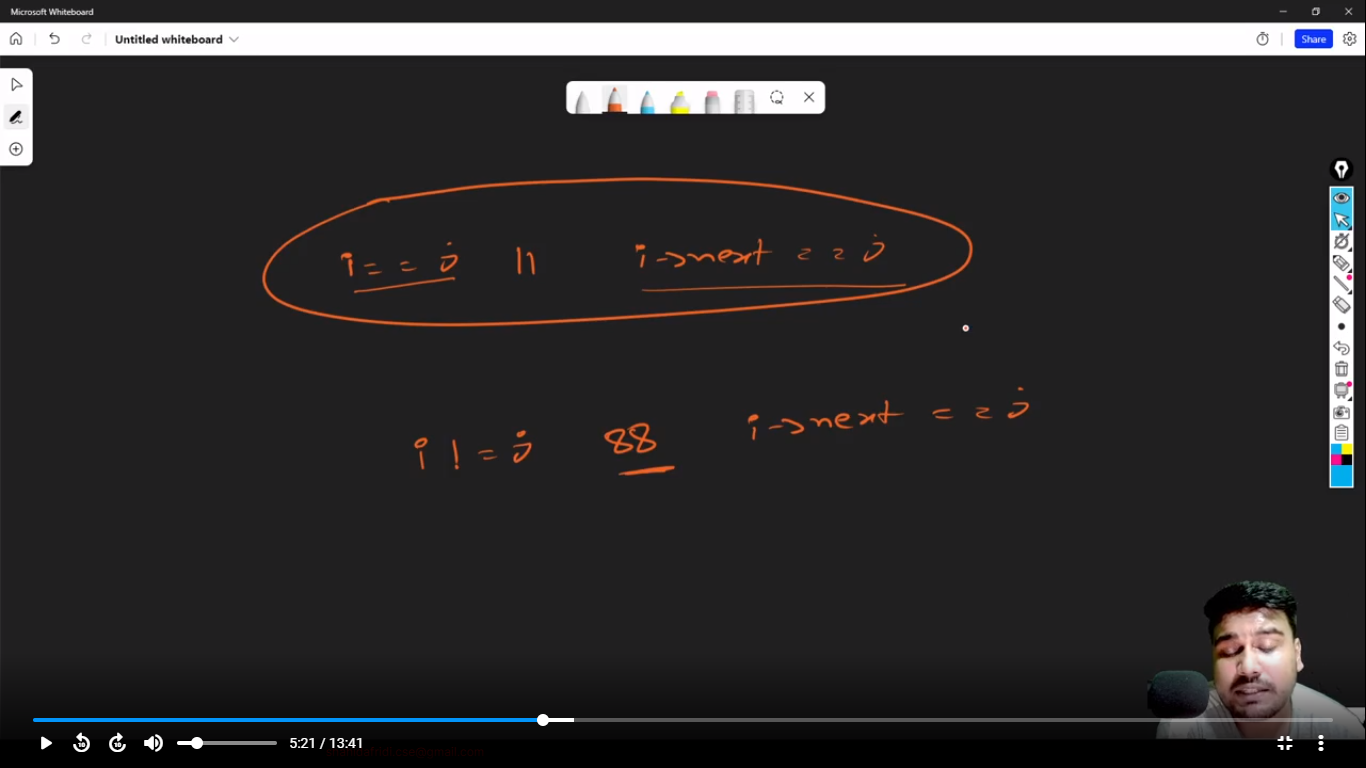 Microsoft Whiteboard
Untitled whiteboard
Share
i == j || i->next == j
i != j && i->next == j
5:21 / 13:41